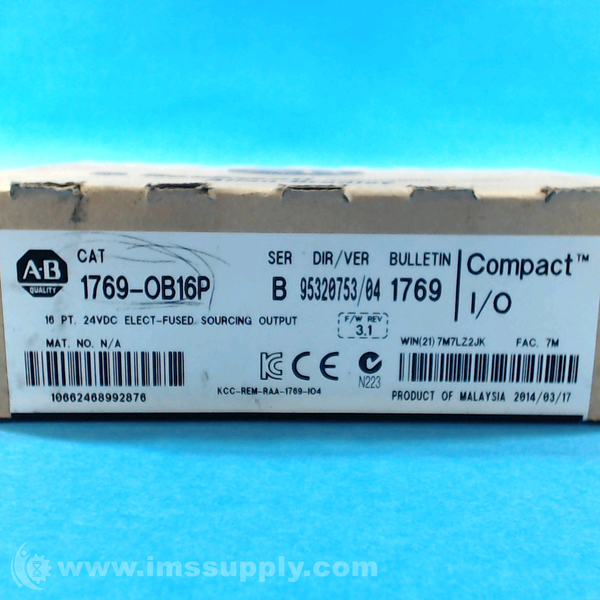 A-B
QUALITY
CAT
1769-OB16P
SER
B
DIR/VER
95320753/04
BULLETIN
1769
Compact™
I/O
16 PT. 24VDC ELECT-FUSED SOURCING OUTPUT
F/W REV
3.1
MAT. NO. N/A
10662468992876
CE
N223
KCC-REM-RAA-1769-IO4
WIN(21) 7M7LZ2JK FAC. 7M
PRODUCT OF MALAYSIA 2014/03/17
www.imssupply.com